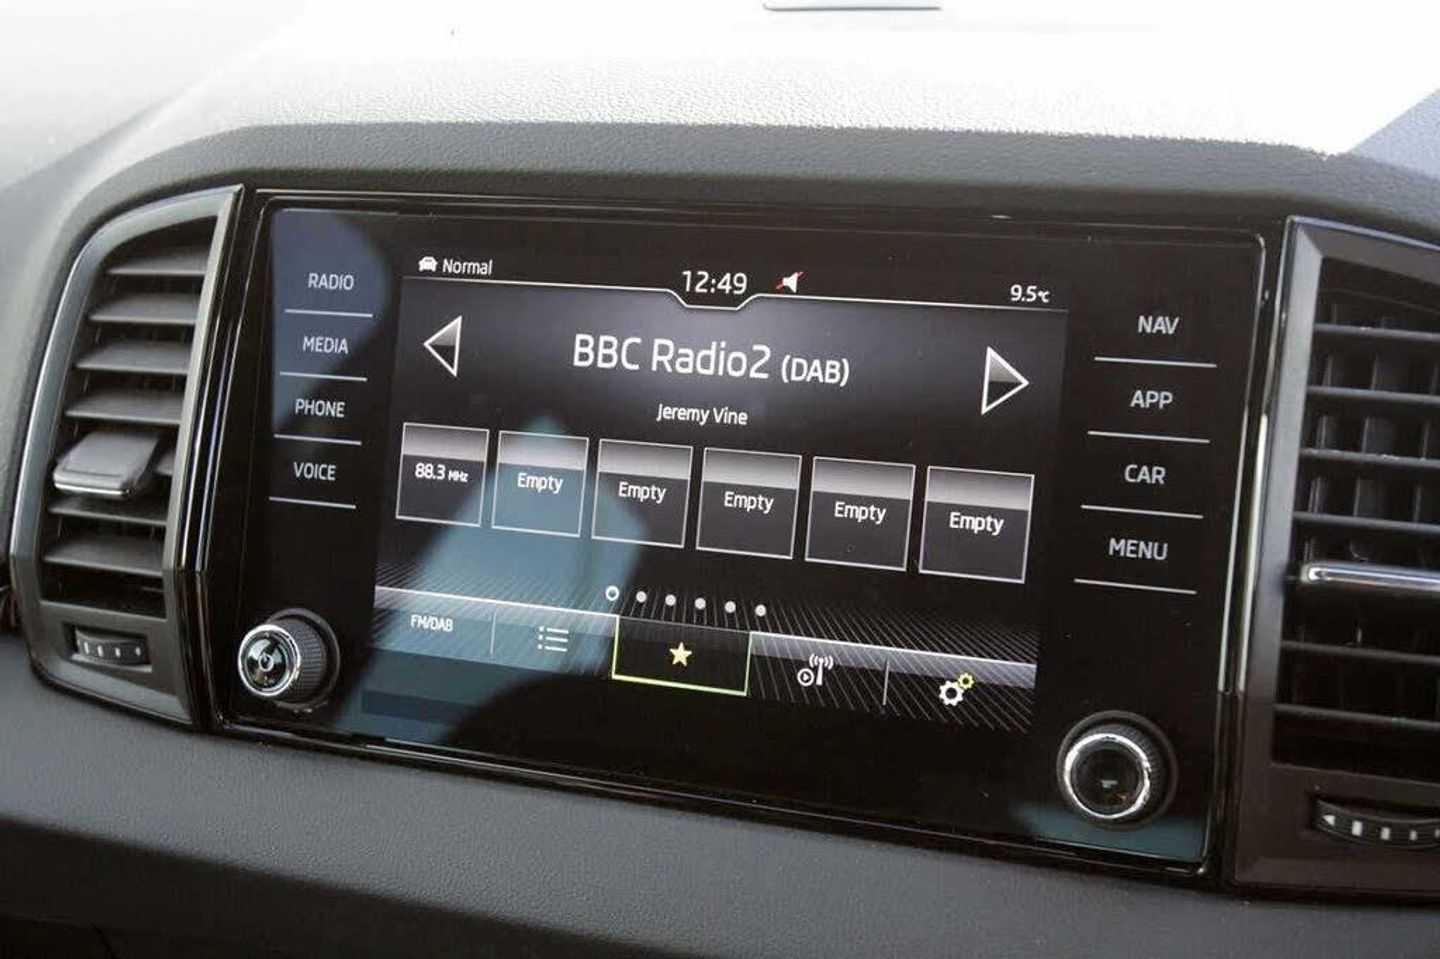 Normal
12:49
9.5°C
RADIO
MEDIA
PHONE
VOICE
BBC Radio2 (DAB)
Jeremy Vine
88.3 MHz
Empty
Empty
Empty
Empty
Empty
FM/DAB
NAV
APP
CAR
MENU